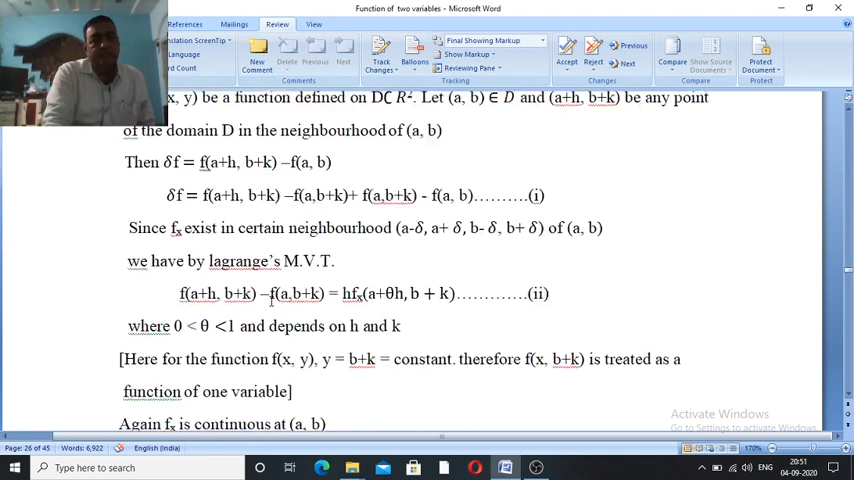 Function of two variables - Microsoft Word
References Mailings Review View
Translation ScreenTip
Word Count
New Comment
Delete
Previous
Next
Comments
Track Changes
Balloons
Final Showing Markup
Show Markup
Reviewing Pane
Tracking
Accept
Reject
Previous
Next
Changes
Compare
Show Source Documents
Compare
Protect Document
Protect
x, y) be a function defined on D⊂ R². Let (a, b) ∈ D and (a+h, b+k) be any point
of the domain D in the neighbourhood of (a, b)
Then δf = f(a+h, b+k) –f(a, b)
δf = f(a+h, b+k) –f(a,b+k)+ f(a,b+k) - f(a, b)……….(i)
Since fₓ exist in certain neighbourhood (a-δ, a+ δ, b- δ, b+ δ) of (a, b)
we have by lagrange's M.V.T.
f(a+h, b+k) –f(a,b+k) = hfₓ(a+θh, b + k)………….(ii)
where 0 < θ <1 and depends on h and k
[Here for the function f(x, y), y = b+k = constant. therefore f(x, b+k) is treated as a
function of one variable]
Again fₓ is continuous at (a, b)
Activate Windows
Go to Settings to activate Windows.
Page: 26 of 45 Words: 6,922 English (India) 170%
Type here to search
ENG
20:51
04-09-2020